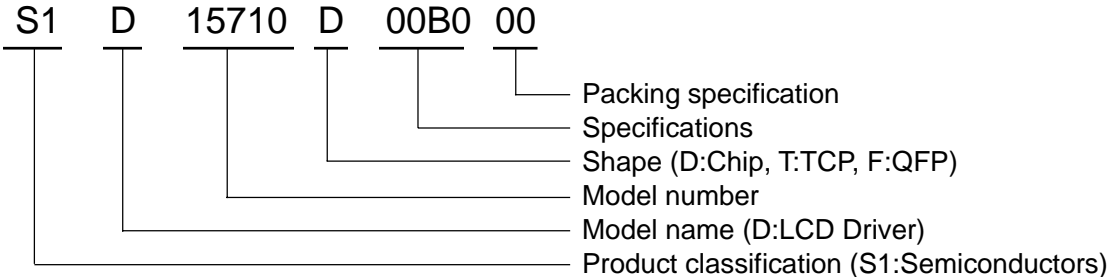 S1 D 15710 D 00B0 00
Packing specification
Specifications
Shape (D:Chip, T:TCP, F:QFP)
Model number
Model name (D:LCD Driver)
Product classification (S1:Semiconductors)